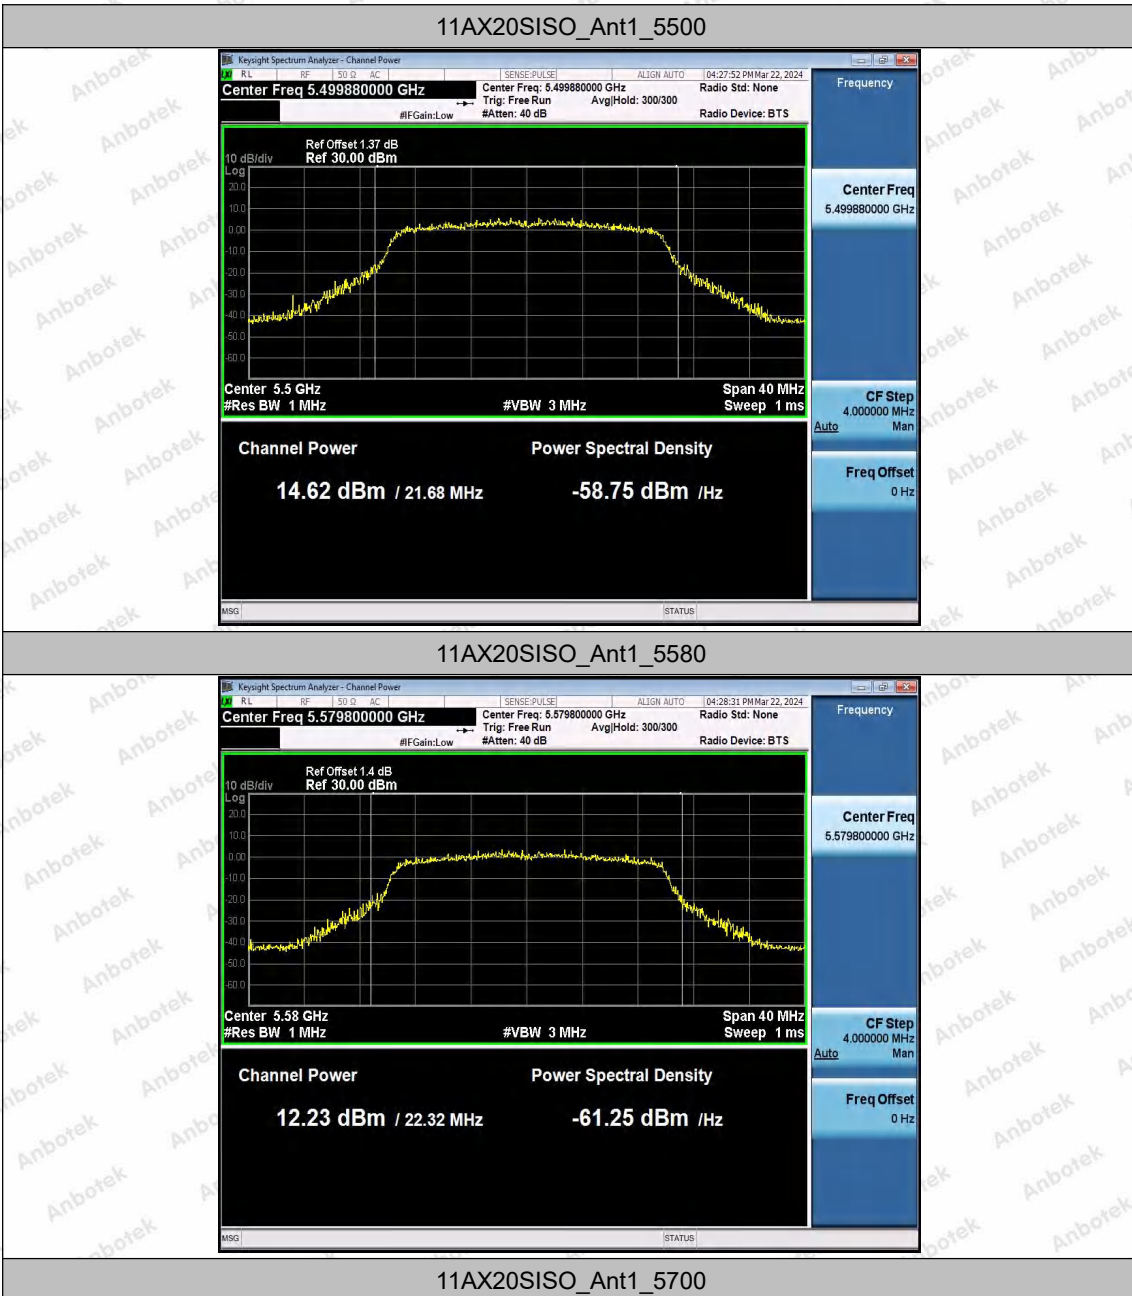 11AX20SISO_Ant1_5500
Keysight Spectrum Analyzer - Channel Power
RL RF 50 Ω AC SENSE:PULSE ALIGN AUTO 04:27:52 PM Mar 22, 2024
Center Freq 5.499880000 GHz
Center Freq: 5.499880000 GHz
Radio Std: None
Trig: Free Run Avg|Hold: 300/300
#IFGain:Low #Atten: 40 dB Radio Device: BTS
Frequency
Ref Offset 1.37 dB
10 dB/div Ref 30.00 dBm
Log
20.0
10.0
0.00
-10.0
-20.0
-30.0
-40.0
-50.0
-60.0
Center Freq
5.499880000 GHz
Center 5.5 GHz Span 40 MHz
#Res BW 1 MHz #VBW 3 MHz Sweep 1 ms
CF Step
4.000000 MHz
Auto Man
Channel Power Power Spectral Density
14.62 dBm / 21.68 MHz -58.75 dBm /Hz
Freq Offset
0 Hz
MSG STATUS
11AX20SISO_Ant1_5580
Keysight Spectrum Analyzer - Channel Power
RL RF 50 Ω AC SENSE:PULSE ALIGN AUTO 04:28:31 PM Mar 22, 2024
Center Freq 5.579800000 GHz
Center Freq: 5.579800000 GHz
Radio Std: None
Trig: Free Run Avg|Hold: 300/300
#IFGain:Low #Atten: 40 dB Radio Device: BTS
Frequency
Ref Offset 1.4 dB
10 dB/div Ref 30.00 dBm
Log
20.0
10.0
0.00
-10.0
-20.0
-30.0
-40.0
-50.0
-60.0
Center Freq
5.579800000 GHz
Center 5.58 GHz Span 40 MHz
#Res BW 1 MHz #VBW 3 MHz Sweep 1 ms
CF Step
4.000000 MHz
Auto Man
Channel Power Power Spectral Density
12.23 dBm / 22.32 MHz -61.25 dBm /Hz
Freq Offset
0 Hz
MSG STATUS
11AX20SISO_Ant1_5700